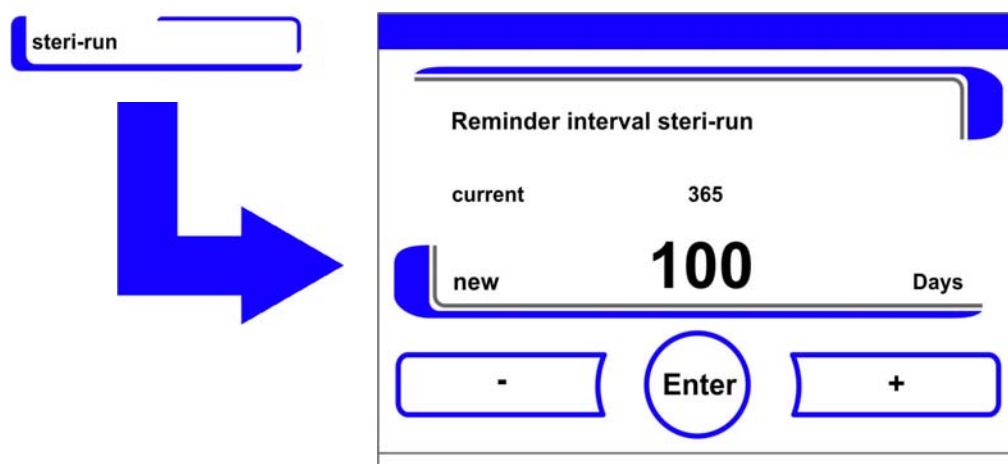 steri-run
Reminder interval steri-run
current 365
new 100 Days
- Enter +